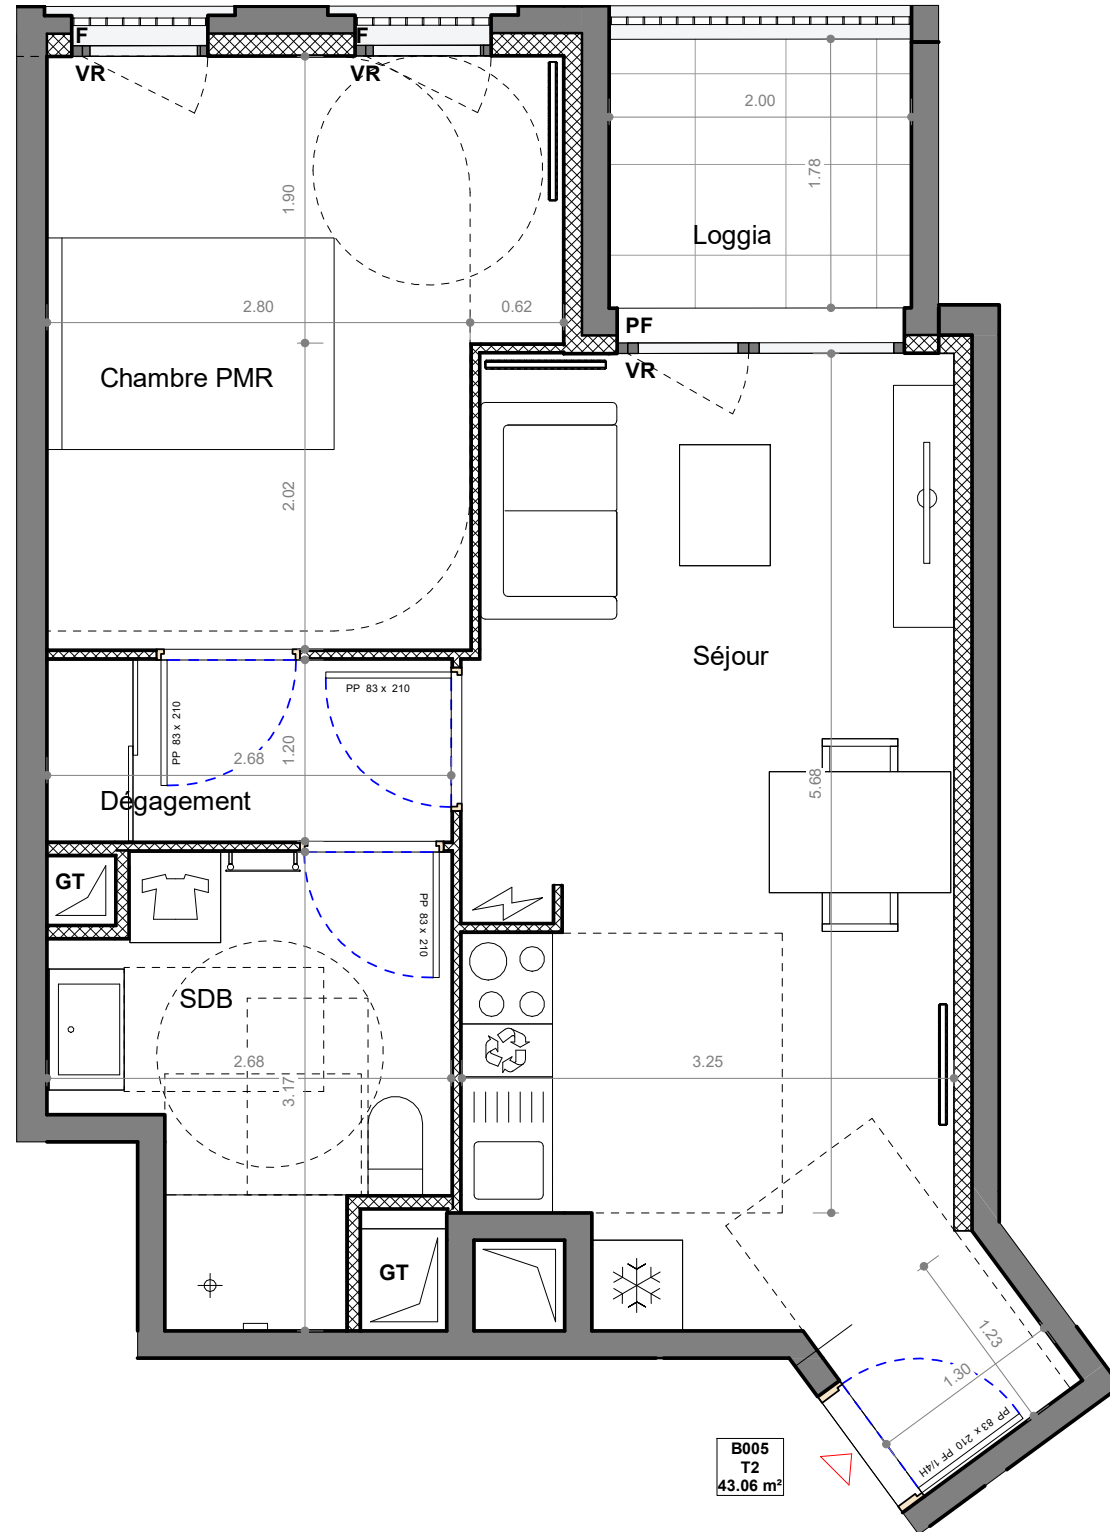 F
VR
F
VR
2.00
1.78
1.90
Loggia
2.80
0.62
PF
VR
Chambre PMR
2.02
Séjour
PP 83 x 210
PP 83 x 210
2.68
1.20
5.68
Dégagement
GT
PP 83 x 210
SDB
2.68
3.17
3.25
GT
1.23
1.30
PP 83 x 210 PF 1/4H
B005
T2
43.06 m²